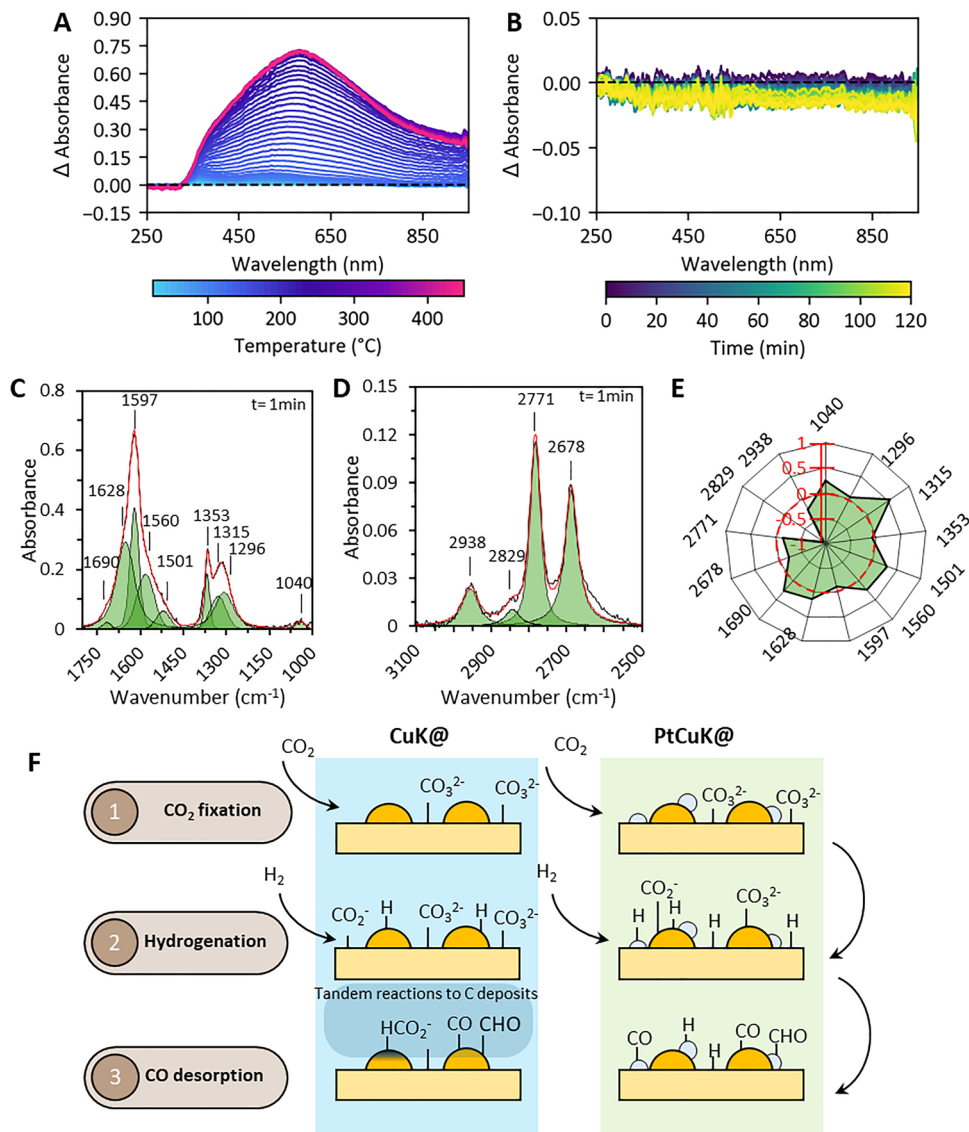 A
0.90
0.75
0.60
0.45
0.30
0.15
0.00
−0.15
Δ Absorbance
250
450
650
850
Wavelength (nm)
100
200
300
400
Temperature (°C)
B
0.05
0.00
−0.05
−0.10
Δ Absorbance
250
450
650
850
Wavelength (nm)
0
20
40
60
80
100
120
Time (min)
C
0.8
0.6
0.4
0.2
0
Absorbance
t= 1min
1597
1628
1560
1690
1501
1353
1315
1296
1040
1750
1600
1450
1300
1150
1000
Wavenumber (cm⁻¹)
D
0.15
0.12
0.09
0.06
0.03
0
Absorbance
t= 1min
2771
2678
2938
2829
3100
2900
2700
2500
Wavenumber (cm⁻¹)
E
1040
1296
1315
1353
1501
1560
1597
1628
1690
2678
2771
2829
2938
1
0.5
0
-0.5
-1
F
CuK@
PtCuK@
1 CO₂ fixation
CO₂
CO₃²⁻ CO₃²⁻
CO₂
CO₃²⁻ CO₃²⁻
2 Hydrogenation
H₂
CO₂⁻ H CO₃²⁻ H CO₃²⁻
H₂
H CO₂⁻ H H CO₃²⁻ H
Tandem reactions to C deposits
3 CO desorption
HCO₂⁻ CO CHO
CO H H CO CHO